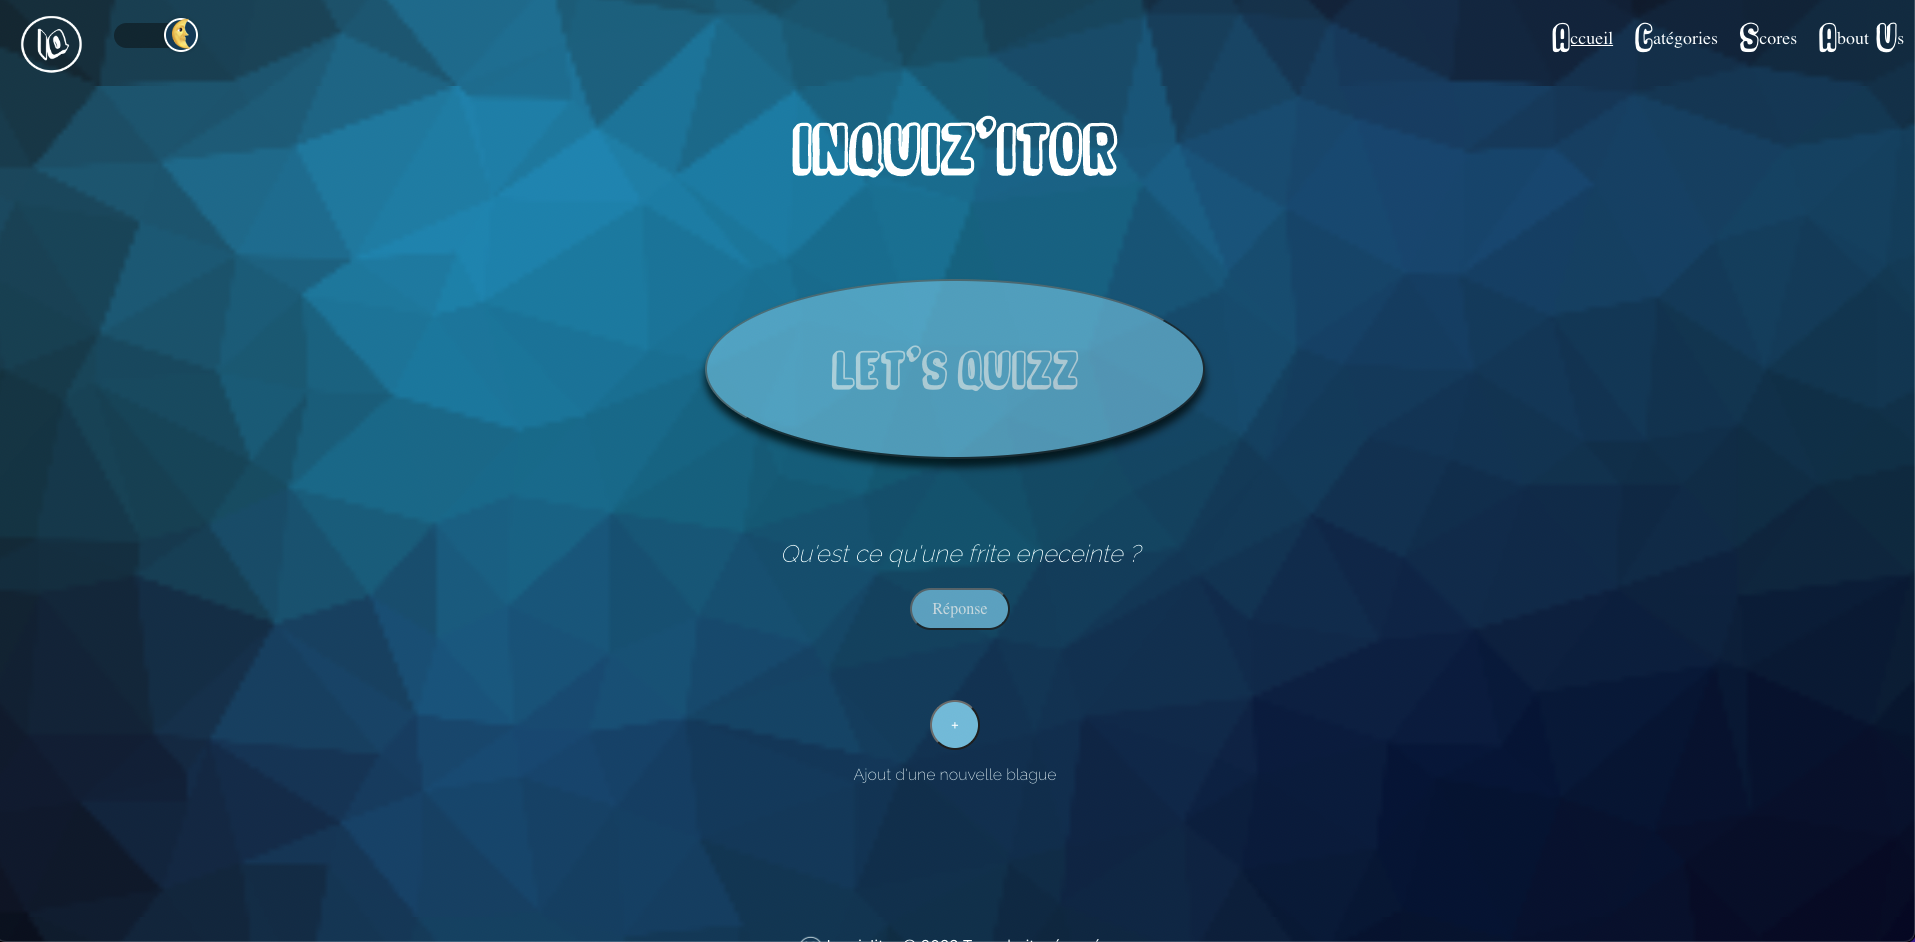 IQ
Accueil Catégories Scores About Us
INQUIZ'ITOR
LET'S QUIZZ
Qu'est ce qu'une frite eneceinte ?
Réponse
+
Ajout d'une nouvelle blague